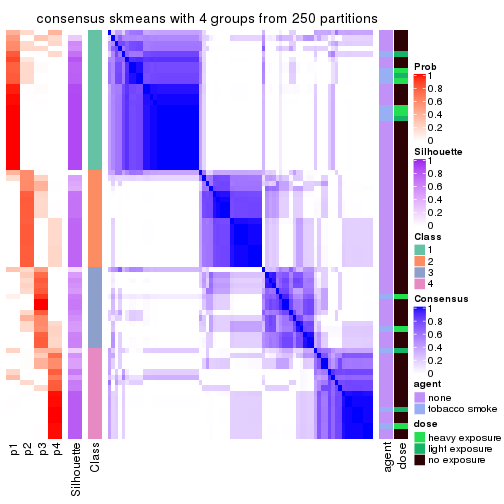 consensus skmeans with 4 groups from 250 partitions
Prob
1
0.8
0.6
0.4
0.2
0
Silhouette
1
0.8
0.6
0.4
0.2
0
Class
1
2
3
4
Consensus
1
0.8
0.6
0.4
0.2
0
agent
none
tobacco smoke
dose
heavy exposure
light exposure
no exposure
p1
p2
p3
p4
Silhouette
Class
agent
dose